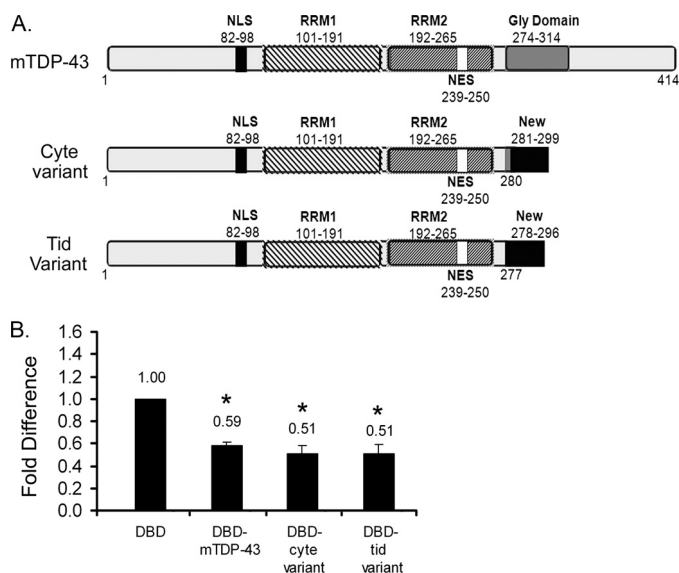 A.
NLS RRM1 RRM2 Gly Domain
82-98 101-191 192-265 274-314
mTDP-43
1 NES 414
239-250
NLS RRM1 RRM2 New
82-98 101-191 192-265 281-299
Cyte
variant
1 NES 280
239-250
NLS RRM1 RRM2 New
82-98 101-191 192-265 278-296
Tid
Variant
1 NES 277
239-250
B.
Fold Difference
1.6
1.4
1.2
1.0
0.8
0.6
0.4
0.2
0.0
1.00
* 0.59
* 0.51
* 0.51
DBD
DBD-
mTDP-43
DBD-
cyte
variant
DBD-
tid
variant